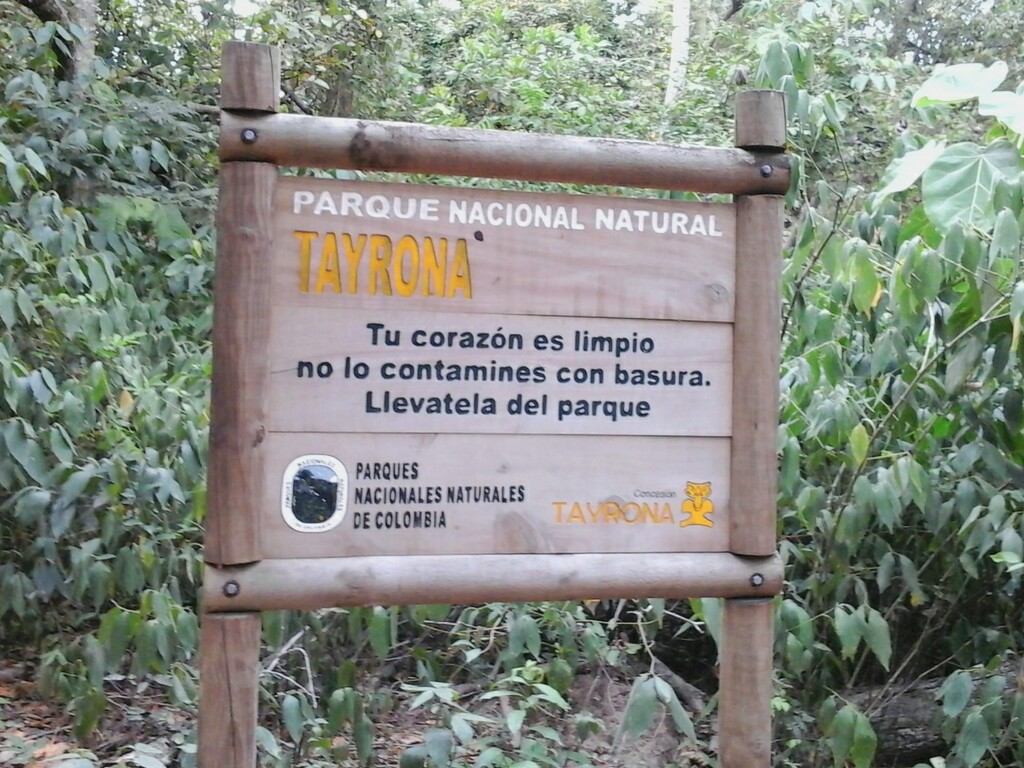 PARQUE NACIONAL NATURAL
TAYRONA
Tu corazón es limpio
no lo contamines con basura.
Llevatela del parque
PARQUES
NACIONALES NATURALES
DE COLOMBIA
Concesión
TAYRONA